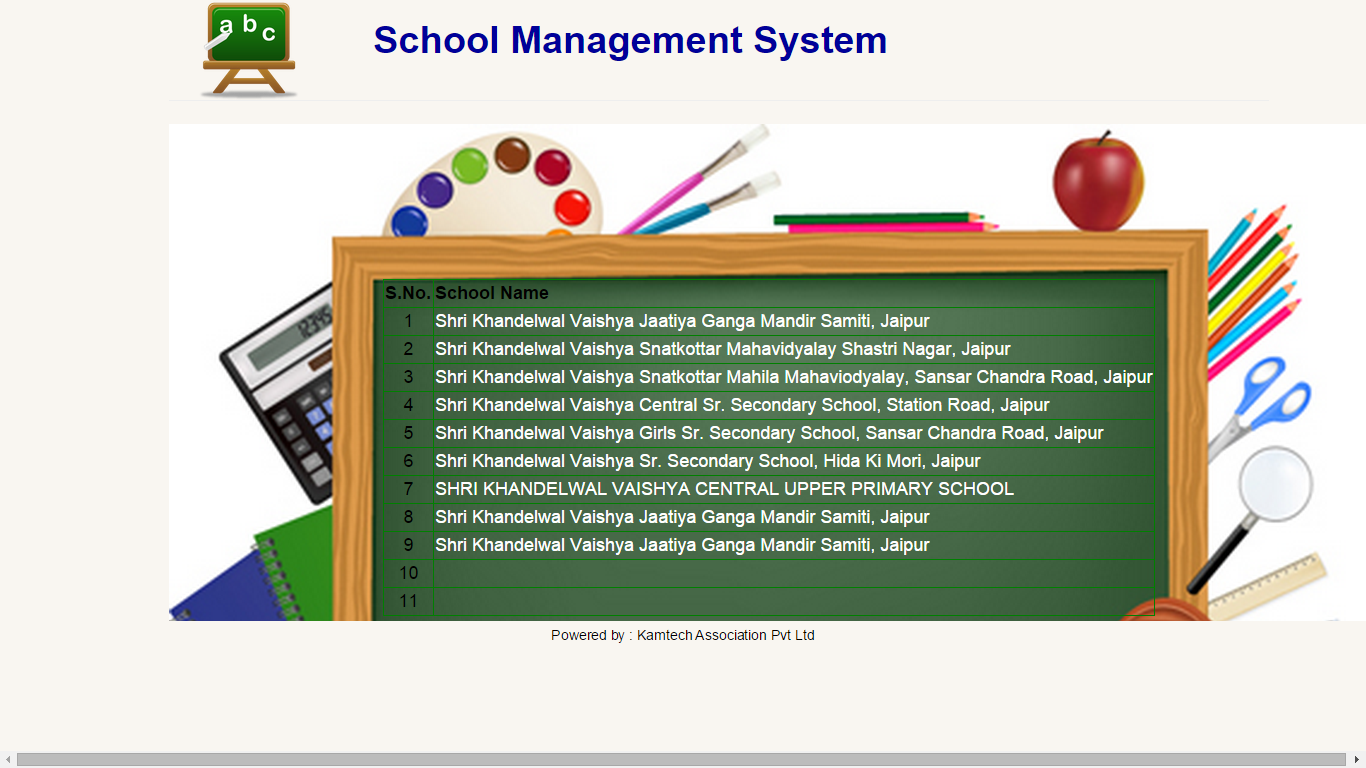 a b c
School Management System
12345
S.No. School Name
1 Shri Khandelwal Vaishya Jaatiya Ganga Mandir Samiti, Jaipur
2 Shri Khandelwal Vaishya Snatkottar Mahavidyalay Shastri Nagar, Jaipur
3 Shri Khandelwal Vaishya Snatkottar Mahila Mahaviodyalay, Sansar Chandra Road, Jaipur
4 Shri Khandelwal Vaishya Central Sr. Secondary School, Station Road, Jaipur
5 Shri Khandelwal Vaishya Girls Sr. Secondary School, Sansar Chandra Road, Jaipur
6 Shri Khandelwal Vaishya Sr. Secondary School, Hida Ki Mori, Jaipur
7 SHRI KHANDELWAL VAISHYA CENTRAL UPPER PRIMARY SCHOOL
8 Shri Khandelwal Vaishya Jaatiya Ganga Mandir Samiti, Jaipur
9 Shri Khandelwal Vaishya Jaatiya Ganga Mandir Samiti, Jaipur
10
11
Powered by : Kamtech Association Pvt Ltd